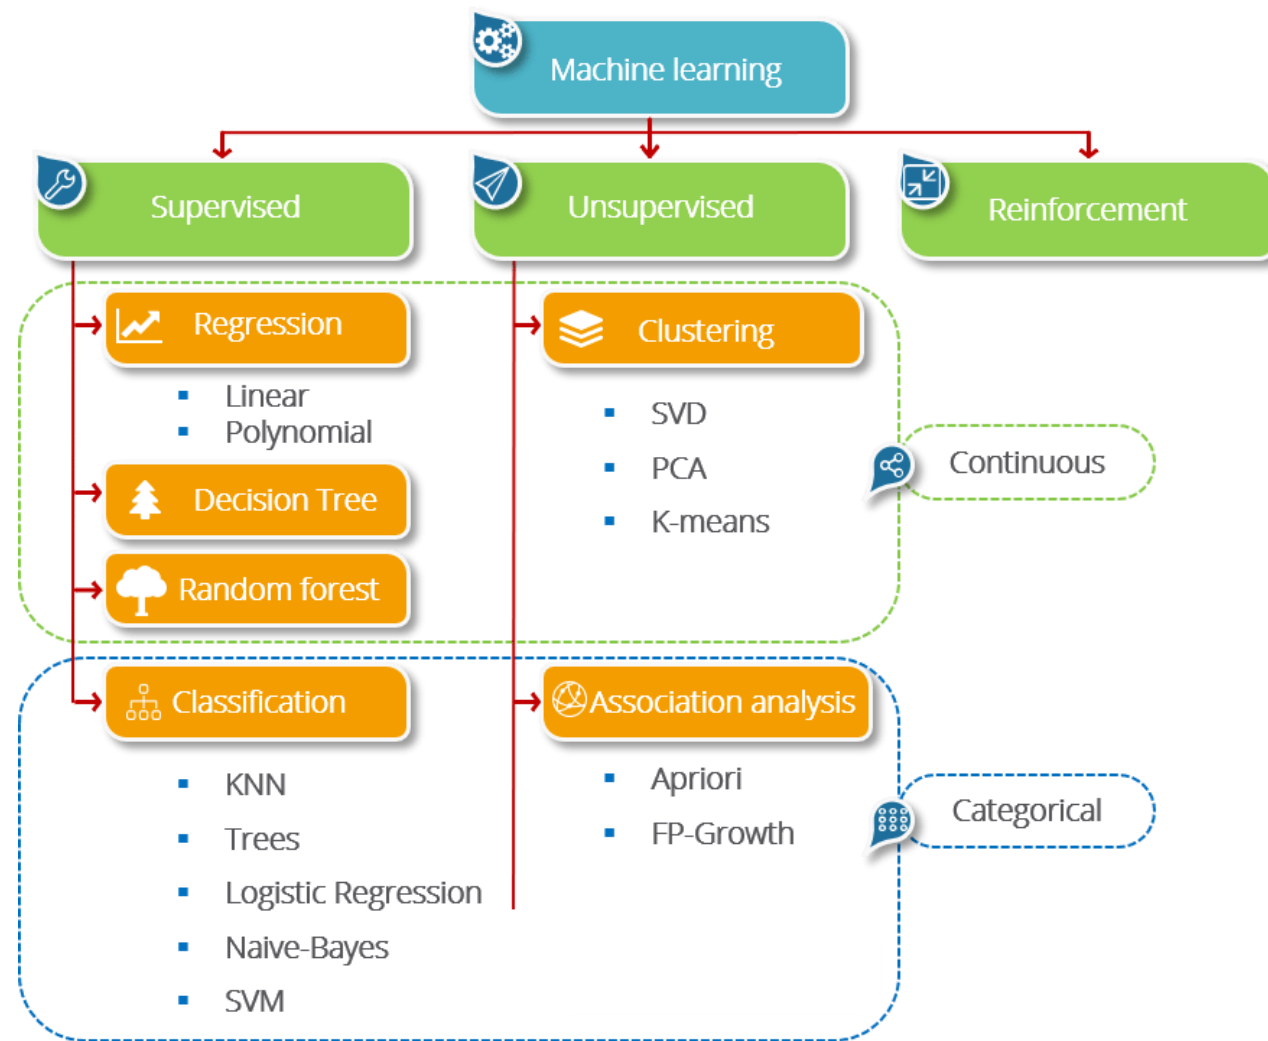 Machine learning
Supervised
Unsupervised
Reinforcement
Regression
Linear
Polynomial
Decision Tree
Random forest
Clustering
SVD
PCA
K-means
Continuous
Classification
KNN
Trees
Logistic Regression
Naive-Bayes
SVM
Association analysis
Apriori
FP-Growth
Categorical